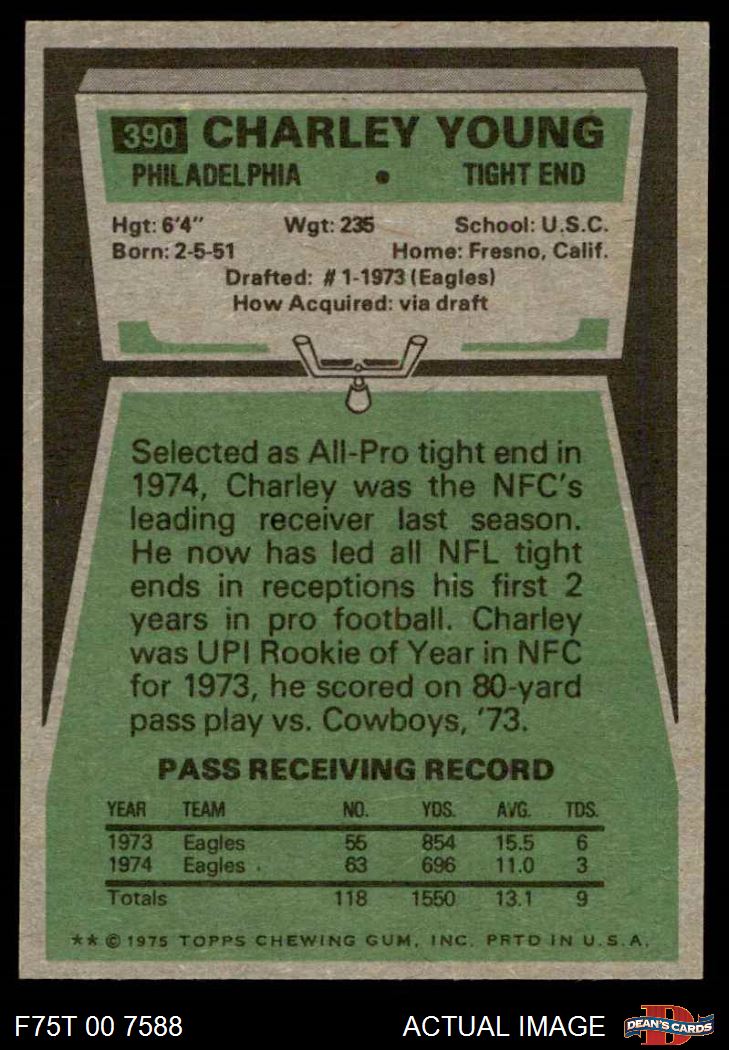 390 CHARLEY YOUNG
PHILADELPHIA • TIGHT END
Hgt: 6'4" Wgt: 235 School: U.S.C.
Born: 2-5-51 Home: Fresno, Calif.
Drafted: #1-1973 (Eagles)
How Acquired: via draft
Selected as All-Pro tight end in
1974, Charley was the NFC's
leading receiver last season.
He now has led all NFL tight
ends in receptions his first 2
years in pro football. Charley
was UPI Rookie of Year in NFC
for 1973, he scored on 80-yard
pass play vs. Cowboys, '73.
PASS RECEIVING RECORD
YEAR TEAM NO. YDS. AVG. TDS.
1973 Eagles 55 854 15.5 6
1974 Eagles 63 696 11.0 3
Totals 118 1550 13.1 9
** © 1975 TOPPS CHEWING GUM, INC. PRTD IN U.S.A.
F75T 00 7588 ACTUAL IMAGE D DEAN'S CARDS